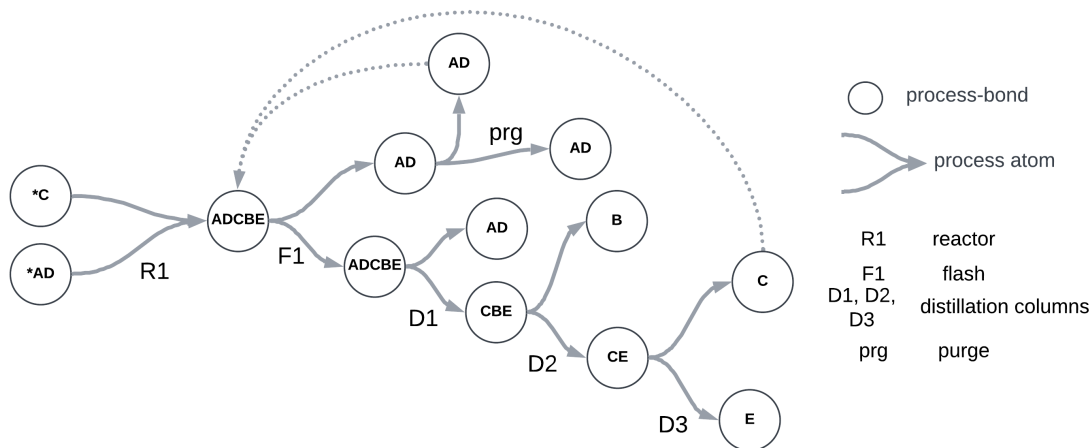 AD
process-bond
prg
AD
AD
process atom
*C
ADCBE
AD
B
*AD
R1
F1
ADCBE
R1 reactor
F1 flash
D1, D2,
D3
distillation columns
prg purge
C
CBE
D1
CE
D2
E
D3